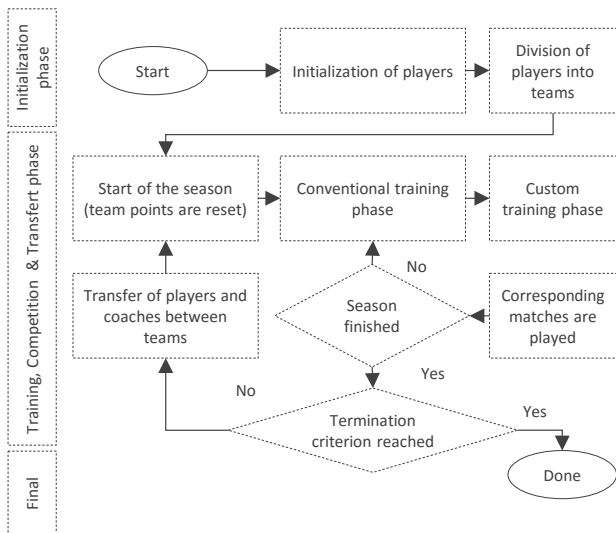 Initialization
phase
Start
Initialization of players
Division of
players into
teams
Training, Competition & Transfert phase
Start of the season
(team points are reset)
Conventional training
phase
Custom
training phase
No
Transfer of players and
coaches between
teams
Season
finished
Corresponding
matches are
played
No
Yes
Termination
criterion reached
Yes
Final
Done